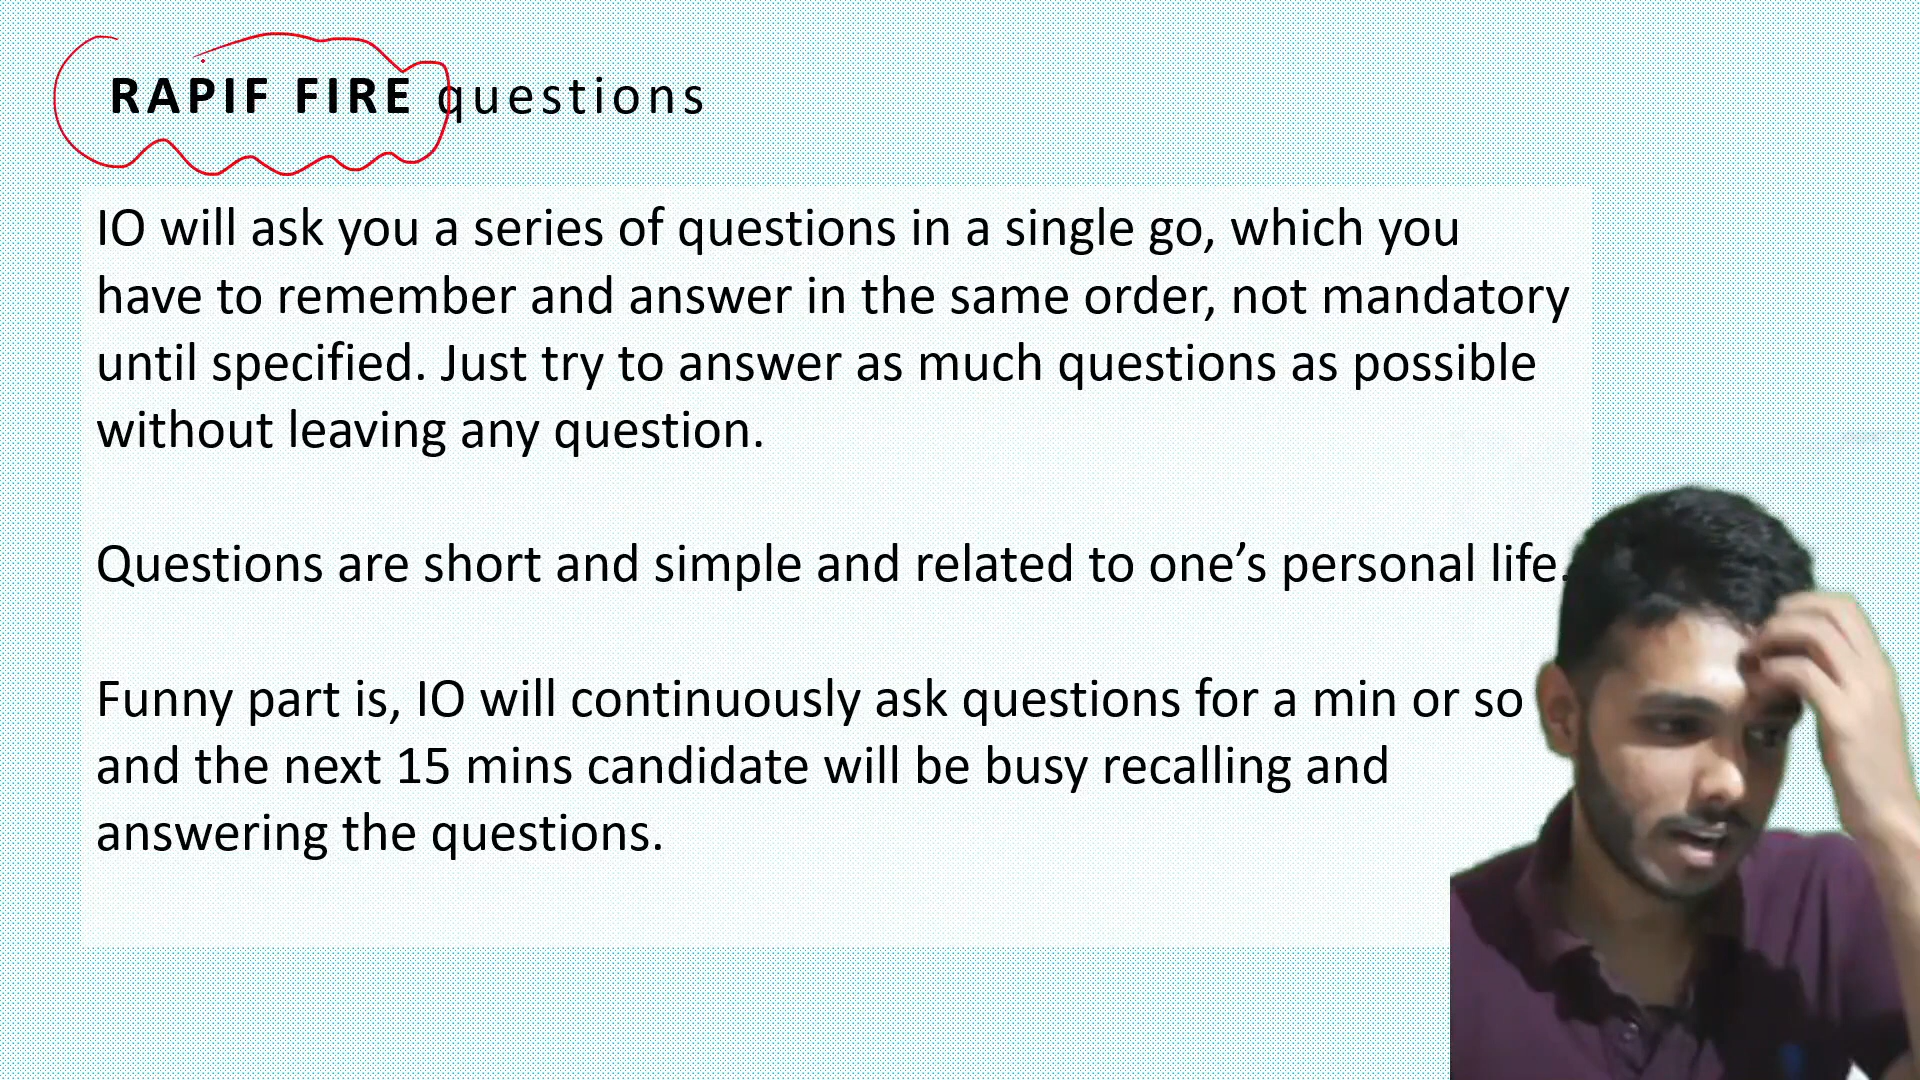 RAPIF FIRE questions
IO will ask you a series of questions in a single go, which you
have to remember and answer in the same order, not mandatory
until specified. Just try to answer as much questions as possible
without leaving any question.
Questions are short and simple and related to one’s personal life.
Funny part is, IO will continuously ask questions for a min or so
and the next 15 mins candidate will be busy recalling and
answering the questions.